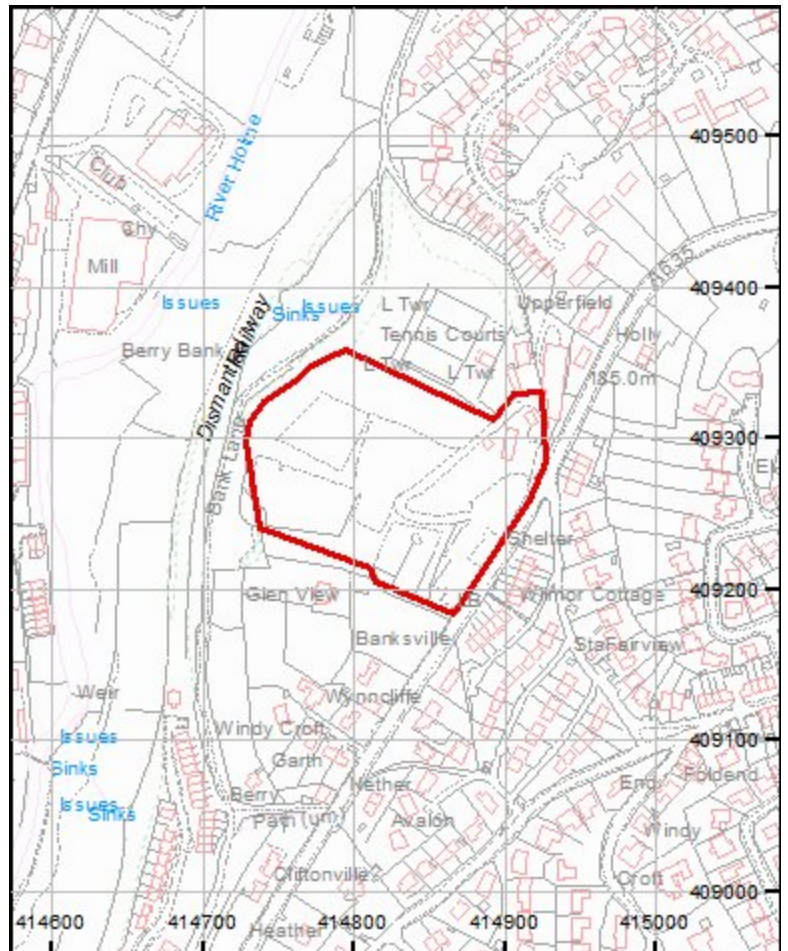 409500
River Holme
Club
Chy
Mill
A635
409400
Issues
Sinks
Issues
L Twr
Upperfield
Dismantled Railway
Tennis Courts
Holly
Berry Bank
L Twr
L Twr
185.0m
409300
Bank Lane
Shelter
Glen View
Wilmor Cottage
409200
Banksville
Sta
Fairview
Weir
Wynncliffe
Issues
Windy Croft
409100
Sinks
Garth
Foldend
Nether
Issues
Berry
Sinks
Path (um)
Avalon
Windy
Cliftonville
Croft
409000
414600
414700
414800
414900
415000
Heather